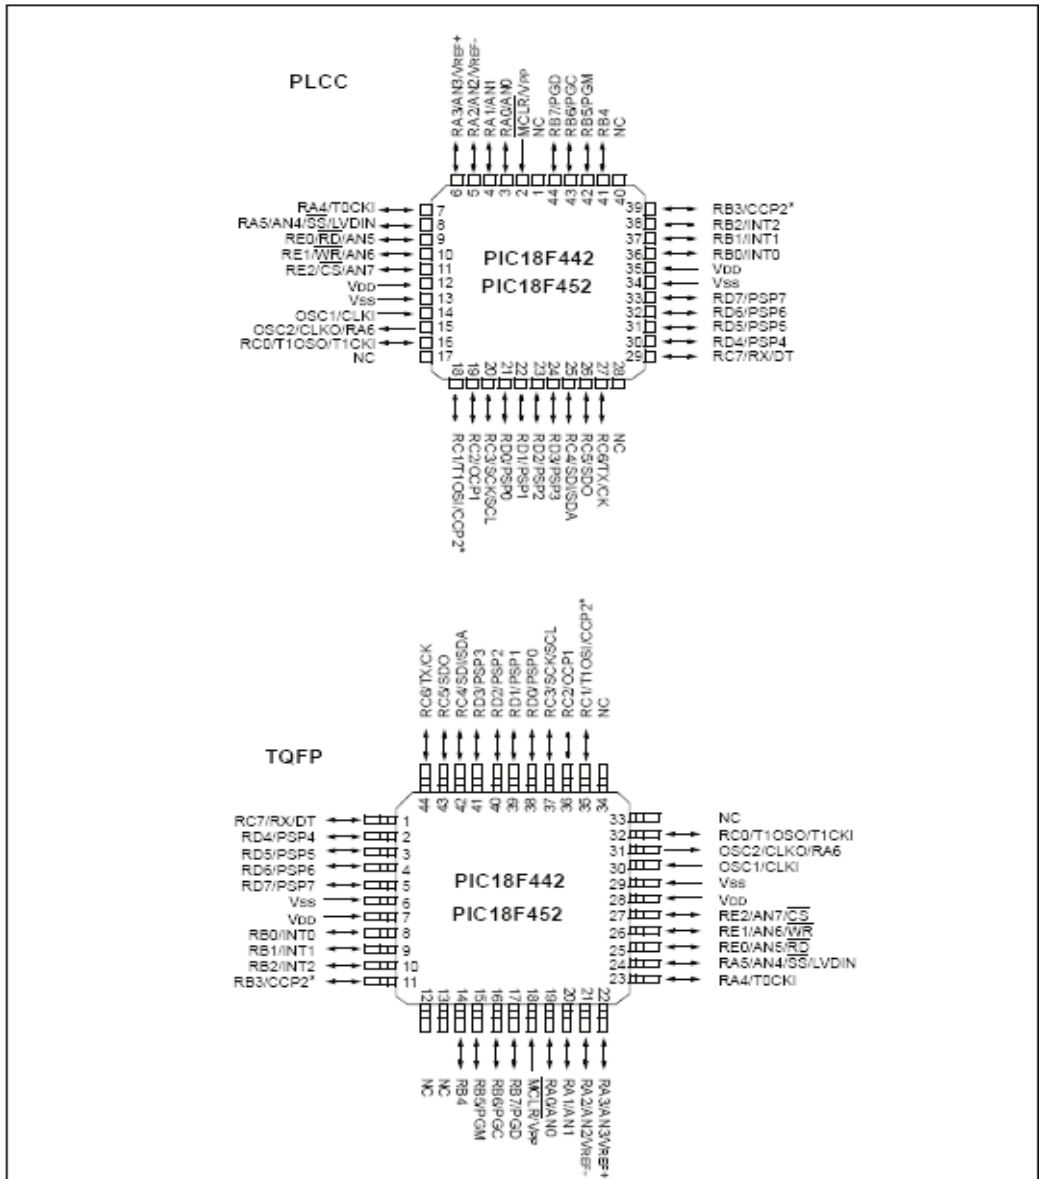 PLCC
RA3/AN3/VREF+
RA2/AN2/VREF-
RA1/AN1
RA0/AN0
MCLR/VPP
NC
RB7/PGD
RB6/PGC
RB5/PGM
RB4
NC
6 5 4 3 2 1 44 43 42 41 40
RA4/T0CKI 7
RA5/AN4/SS/LVDIN 8
RE0/RD/AN5 9
RE1/WR/AN6 10
RE2/CS/AN7 11
VDD 12
VSS 13
OSC1/CLKI 14
OSC2/CLKO/RA6 15
RC0/T1OSO/T1CKI 16
NC 17
PIC18F442
PIC18F452
39 RB3/CCP2*
38 RB2/INT2
37 RB1/INT1
36 RB0/INT0
35 VDD
34 VSS
33 RD7/PSP7
32 RD6/PSP6
31 RD5/PSP5
30 RD4/PSP4
29 RC7/RX/DT
18 19 20 21 22 23 24 25 26 27 28
RC1/T1OSI/CCP2*
RC2/CCP1
RC3/SCK/SCL
RD0/PSP0
RD1/PSP1
RD2/PSP2
RD3/PSP3
RC4/SDI/SDA
RC5/SDO
RC6/TX/CK
NC
TQFP
RC6/TX/CK
RC5/SDO
RC4/SDI/SDA
RD3/PSP3
RD2/PSP2
RD1/PSP1
RD0/PSP0
RC3/SCK/SCL
RC2/CCP1
RC1/T1OSI/CCP2*
NC
44 43 42 41 40 39 38 37 36 35 34
RC7/RX/DT 1
RD4/PSP4 2
RD5/PSP5 3
RD6/PSP6 4
RD7/PSP7 5
VSS 6
VDD 7
RB0/INT0 8
RB1/INT1 9
RB2/INT2 10
RB3/CCP2* 11
PIC18F442
PIC18F452
33 NC
32 RC0/T1OSO/T1CKI
31 OSC2/CLKO/RA6
30 OSC1/CLKI
29 VSS
28 VDD
27 RE2/AN7/CS
26 RE1/AN6/WR
25 RE0/AN5/RD
24 RA5/AN4/SS/LVDIN
23 RA4/T0CKI
12 13 14 15 16 17 18 19 20 21 22
NC
NC
RB4
RB5/PGM
RB6/PGC
RB7/PGD
MCLR/VPP
RA0/AN0
RA1/AN1
RA2/AN2/VREF-
RA3/AN3/VREF+